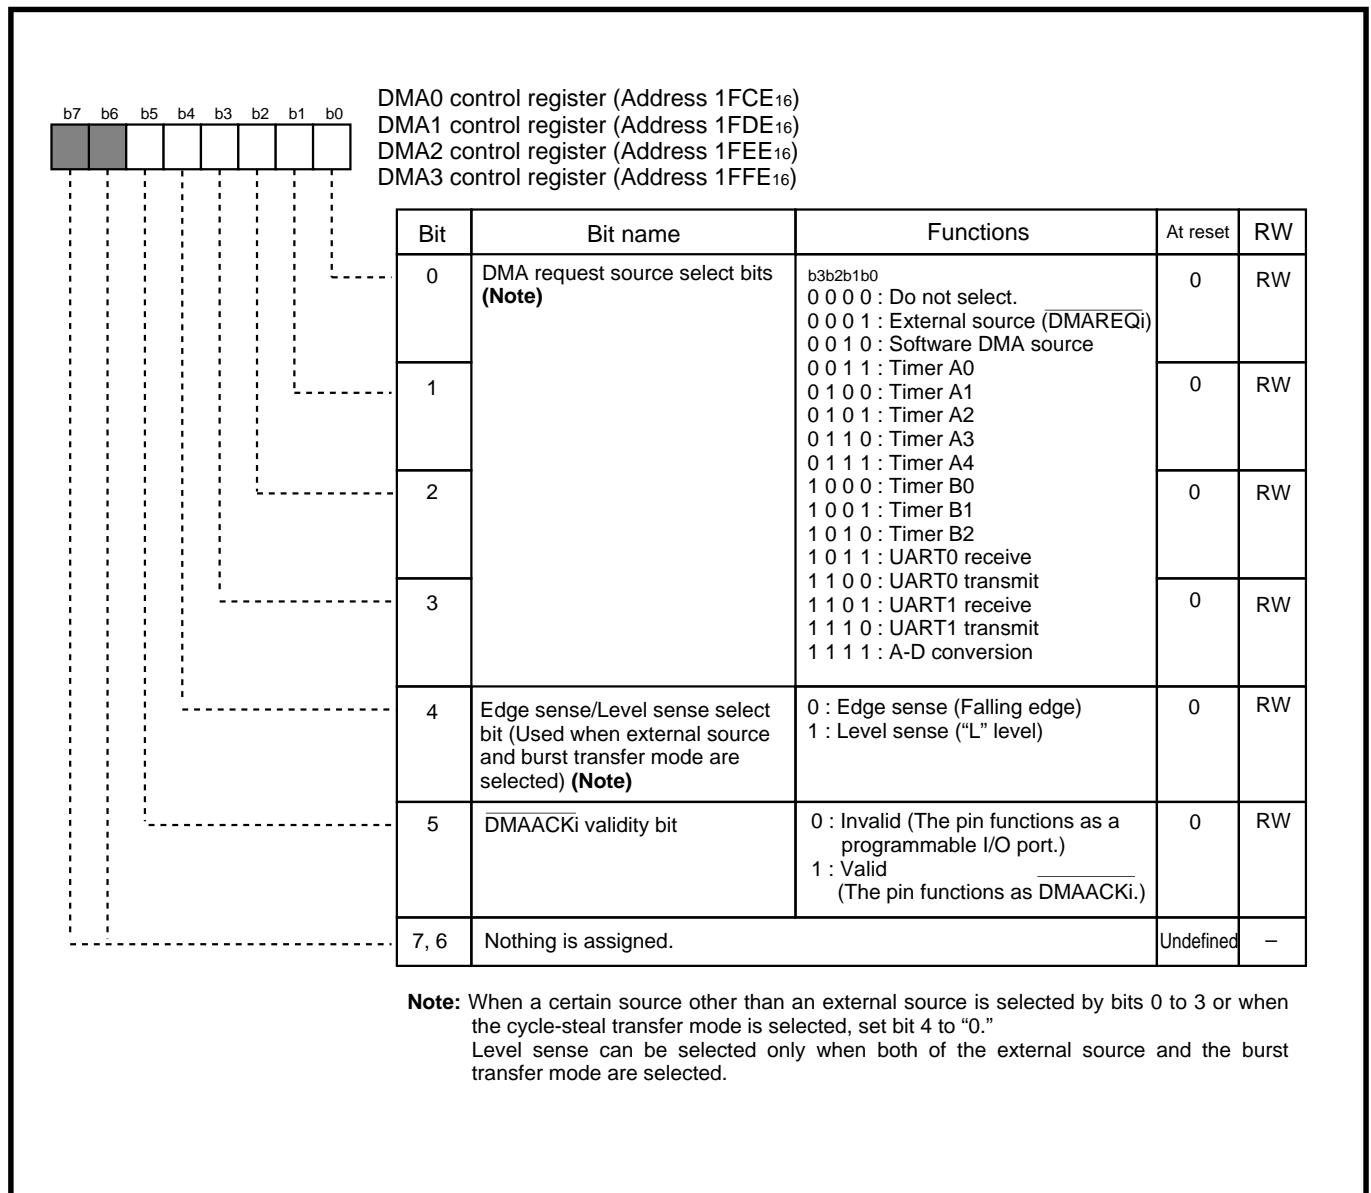 DMA0 control register (Address 1FCE16)
DMA1 control register (Address 1FDE16)
DMA2 control register (Address 1FEE16)
DMA3 control register (Address 1FFE16)
b7 b6 b5 b4 b3 b2 b1 b0
Bit Bit name Functions At reset RW
0 DMA request source select bits
(Note)
b3b2b1b0
0 0 0 0 : Do not select.
0 0 0 1 : External source (DMAREQi)
0 0 1 0 : Software DMA source
0 0 1 1 : Timer A0
0 1 0 0 : Timer A1
0 1 0 1 : Timer A2
0 1 1 0 : Timer A3
0 1 1 1 : Timer A4
1 0 0 0 : Timer B0
1 0 0 1 : Timer B1
1 0 1 0 : Timer B2
1 0 1 1 : UART0 receive
1 1 0 0 : UART0 transmit
1 1 0 1 : UART1 receive
1 1 1 0 : UART1 transmit
1 1 1 1 : A-D conversion
0 RW
1 0 RW
2 0 RW
3 0 RW
4 Edge sense/Level sense select
bit (Used when external source
and burst transfer mode are
selected) (Note)
0 : Edge sense (Falling edge)
1 : Level sense (“L” level)
0 RW
5 DMAACKi validity bit
0 : Invalid (The pin functions as a
programmable I/O port.)
1 : Valid
(The pin functions as DMAACKi.)
0 RW
7, 6 Nothing is assigned. Undefined –
Note: When a certain source other than an external source is selected by bits 0 to 3 or when
the cycle-steal transfer mode is selected, set bit 4 to “0.”
Level sense can be selected only when both of the external source and the burst
transfer mode are selected.